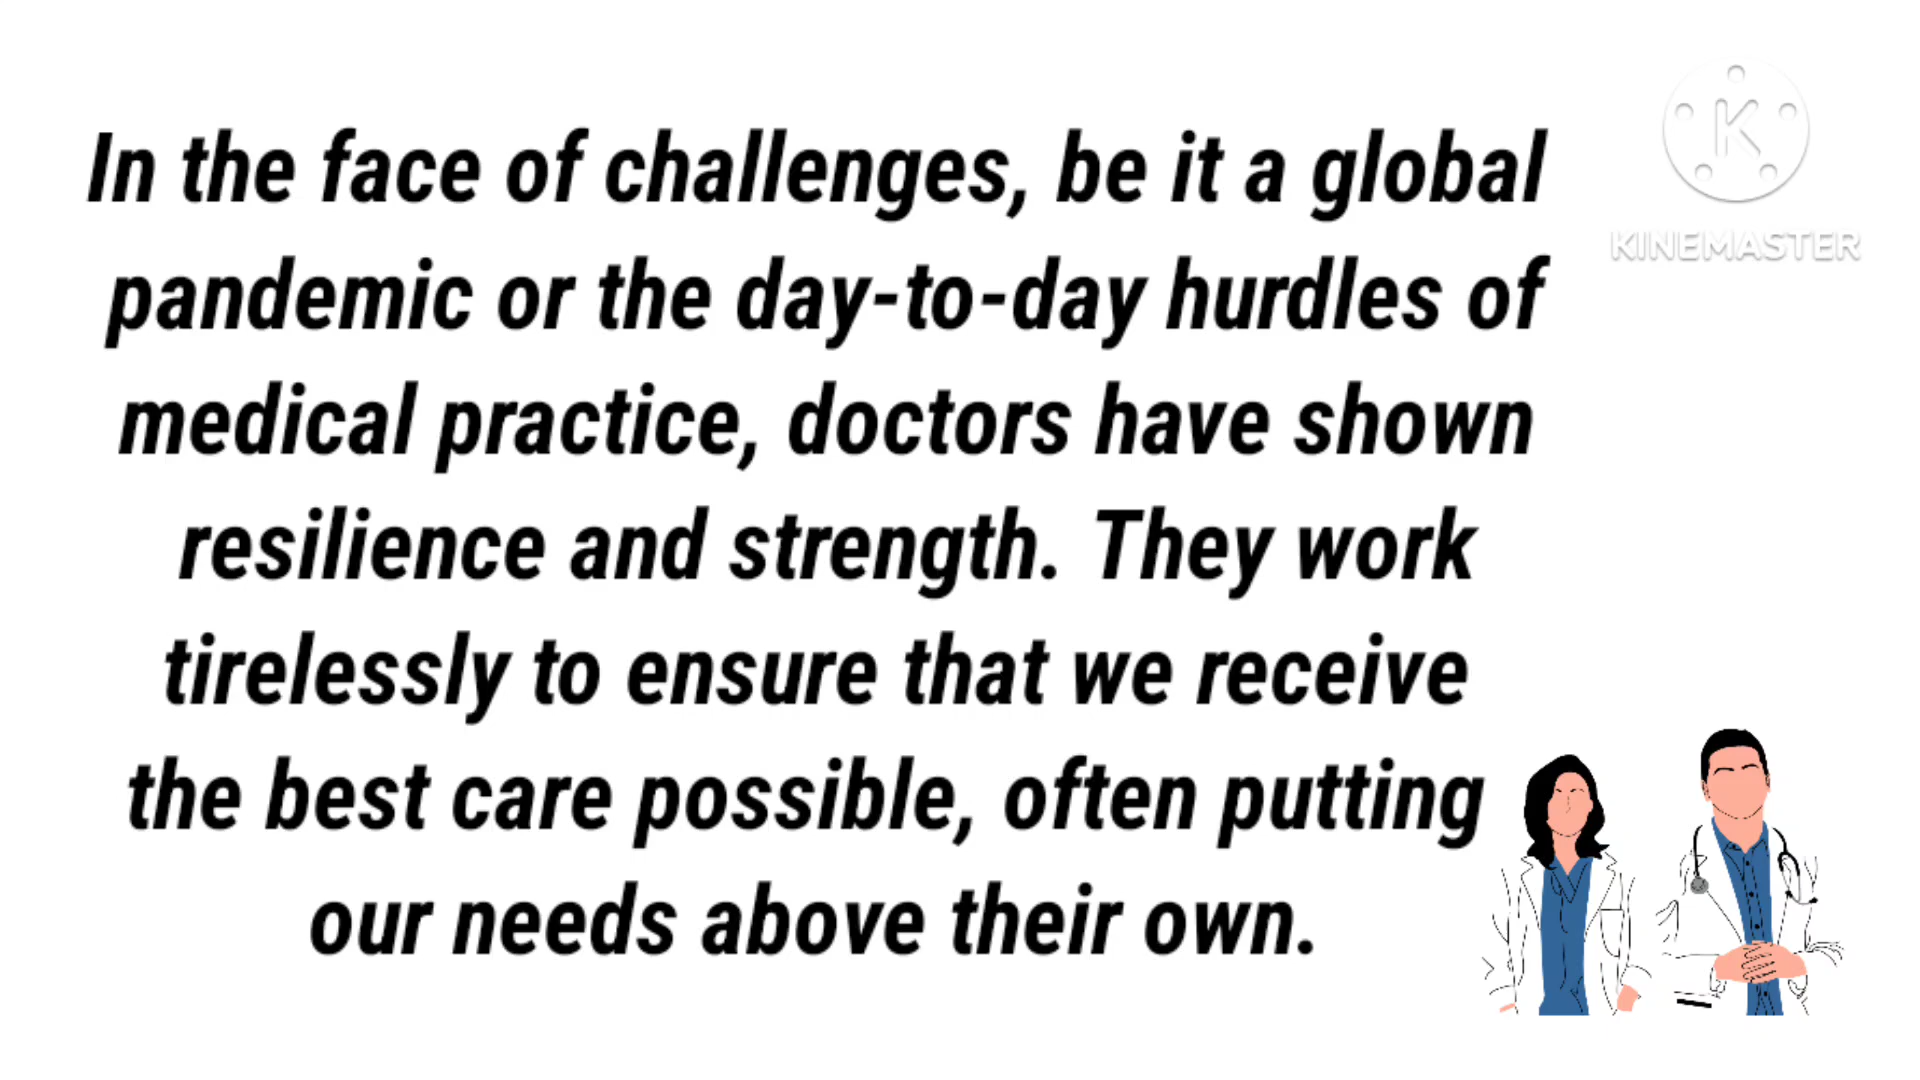 In the face of challenges, be it a global
pandemic or the day-to-day hurdles of
medical practice, doctors have shown
resilience and strength. They work
tirelessly to ensure that we receive
the best care possible, often putting
our needs above their own.
K
KINEMASTER